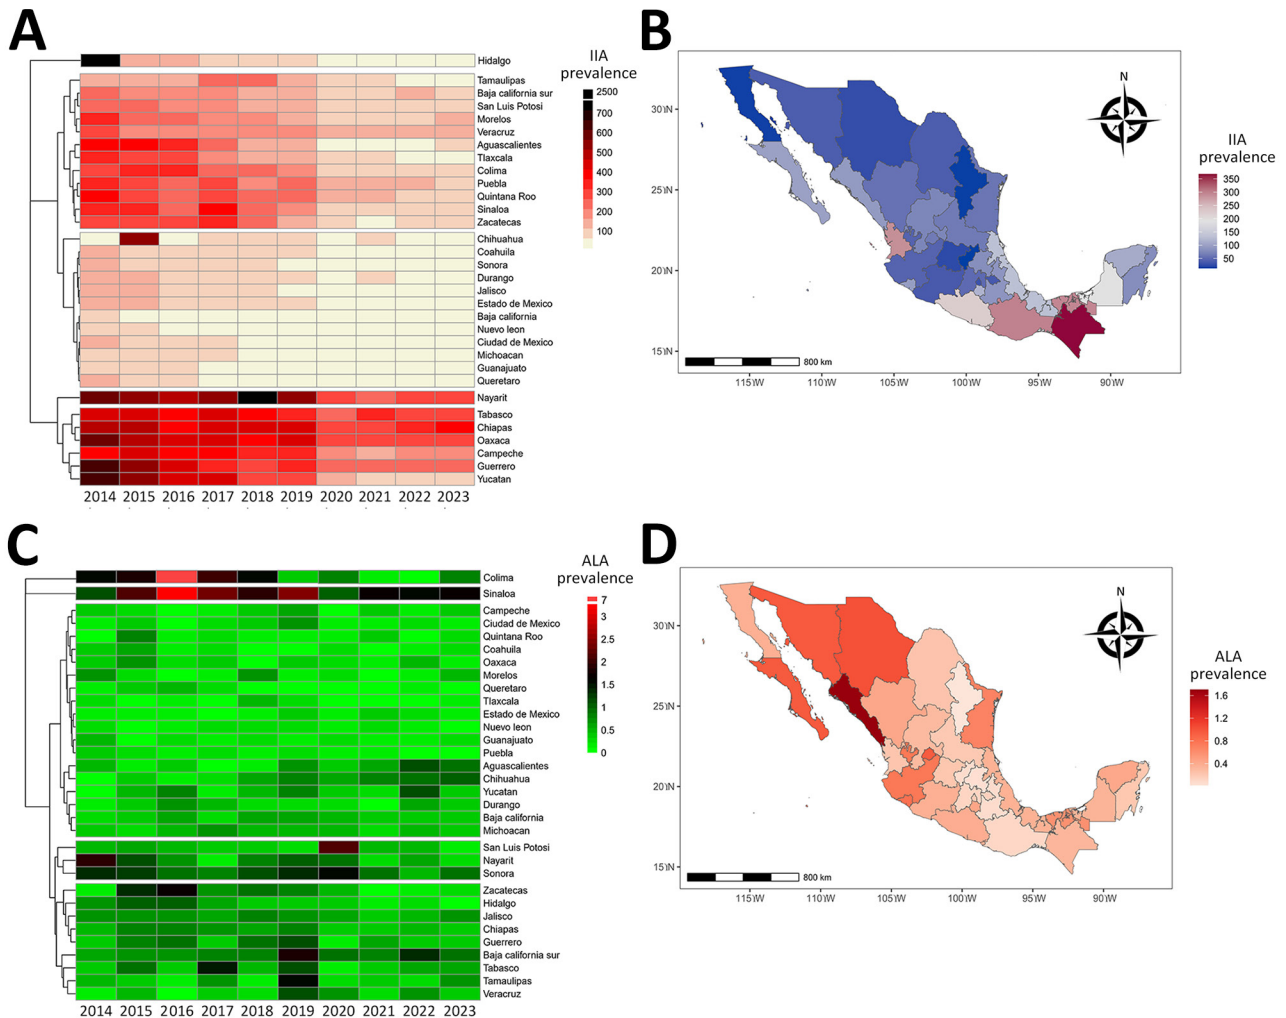 A
Hidalgo
Tamaulipas
Baja california sur
San Luis Potosi
Morelos
Veracruz
Aguascalientes
Tlaxcala
Colima
Puebla
Quintana Roo
Sinaloa
Zacatecas
Chihuahua
Coahuila
Sonora
Durango
Jalisco
Estado de Mexico
Baja california
Nuevo leon
Ciudad de Mexico
Michoacan
Guanajuato
Queretaro
Nayarit
Tabasco
Chiapas
Oaxaca
Campeche
Guerrero
Yucatan
2014 2015 2016 2017 2018 2019 2020 2021 2022 2023
IIA
prevalence
2500
700
600
500
400
300
200
100
B
N
30°N
25°N
20°N
15°N
800 km
115°W 110°W 105°W 100°W 95°W 90°W
IIA
prevalence
350
300
250
200
150
100
50
C
Colima
Sinaloa
Campeche
Ciudad de Mexico
Quintana Roo
Coahuila
Oaxaca
Morelos
Queretaro
Tlaxcala
Estado de Mexico
Nuevo leon
Guanajuato
Puebla
Aguascalientes
Chihuahua
Yucatan
Durango
Baja california
Michoacan
San Luis Potosi
Nayarit
Sonora
Zacatecas
Hidalgo
Jalisco
Chiapas
Guerrero
Baja california sur
Tabasco
Tamaulipas
Veracruz
2014 2015 2016 2017 2018 2019 2020 2021 2022 2023
ALA
prevalence
7
3
2.5
2
1.5
1
0.5
0
D
N
30°N
25°N
20°N
15°N
800 km
115°W 110°W 105°W 100°W 95°W 90°W
ALA
prevalence
1.6
1.2
0.8
0.4